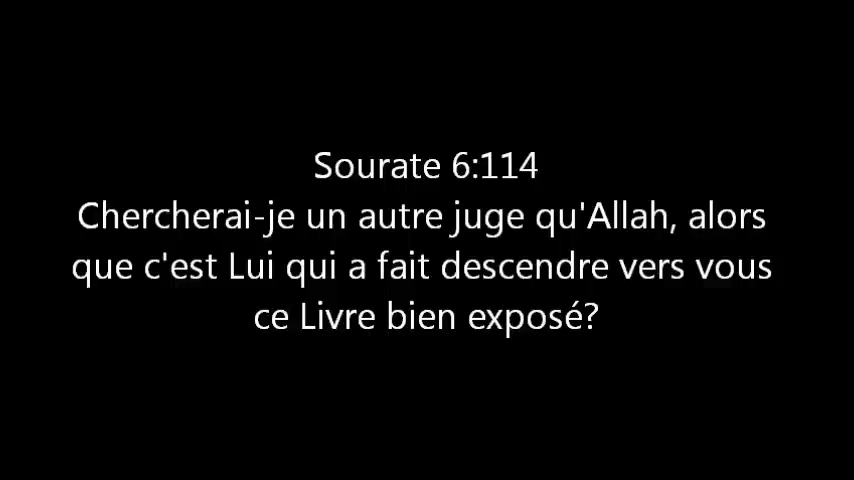 Sourate 6:114
Chercherai-je un autre juge qu'Allah, alors
que c'est Lui qui a fait descendre vers vous
ce Livre bien exposé?